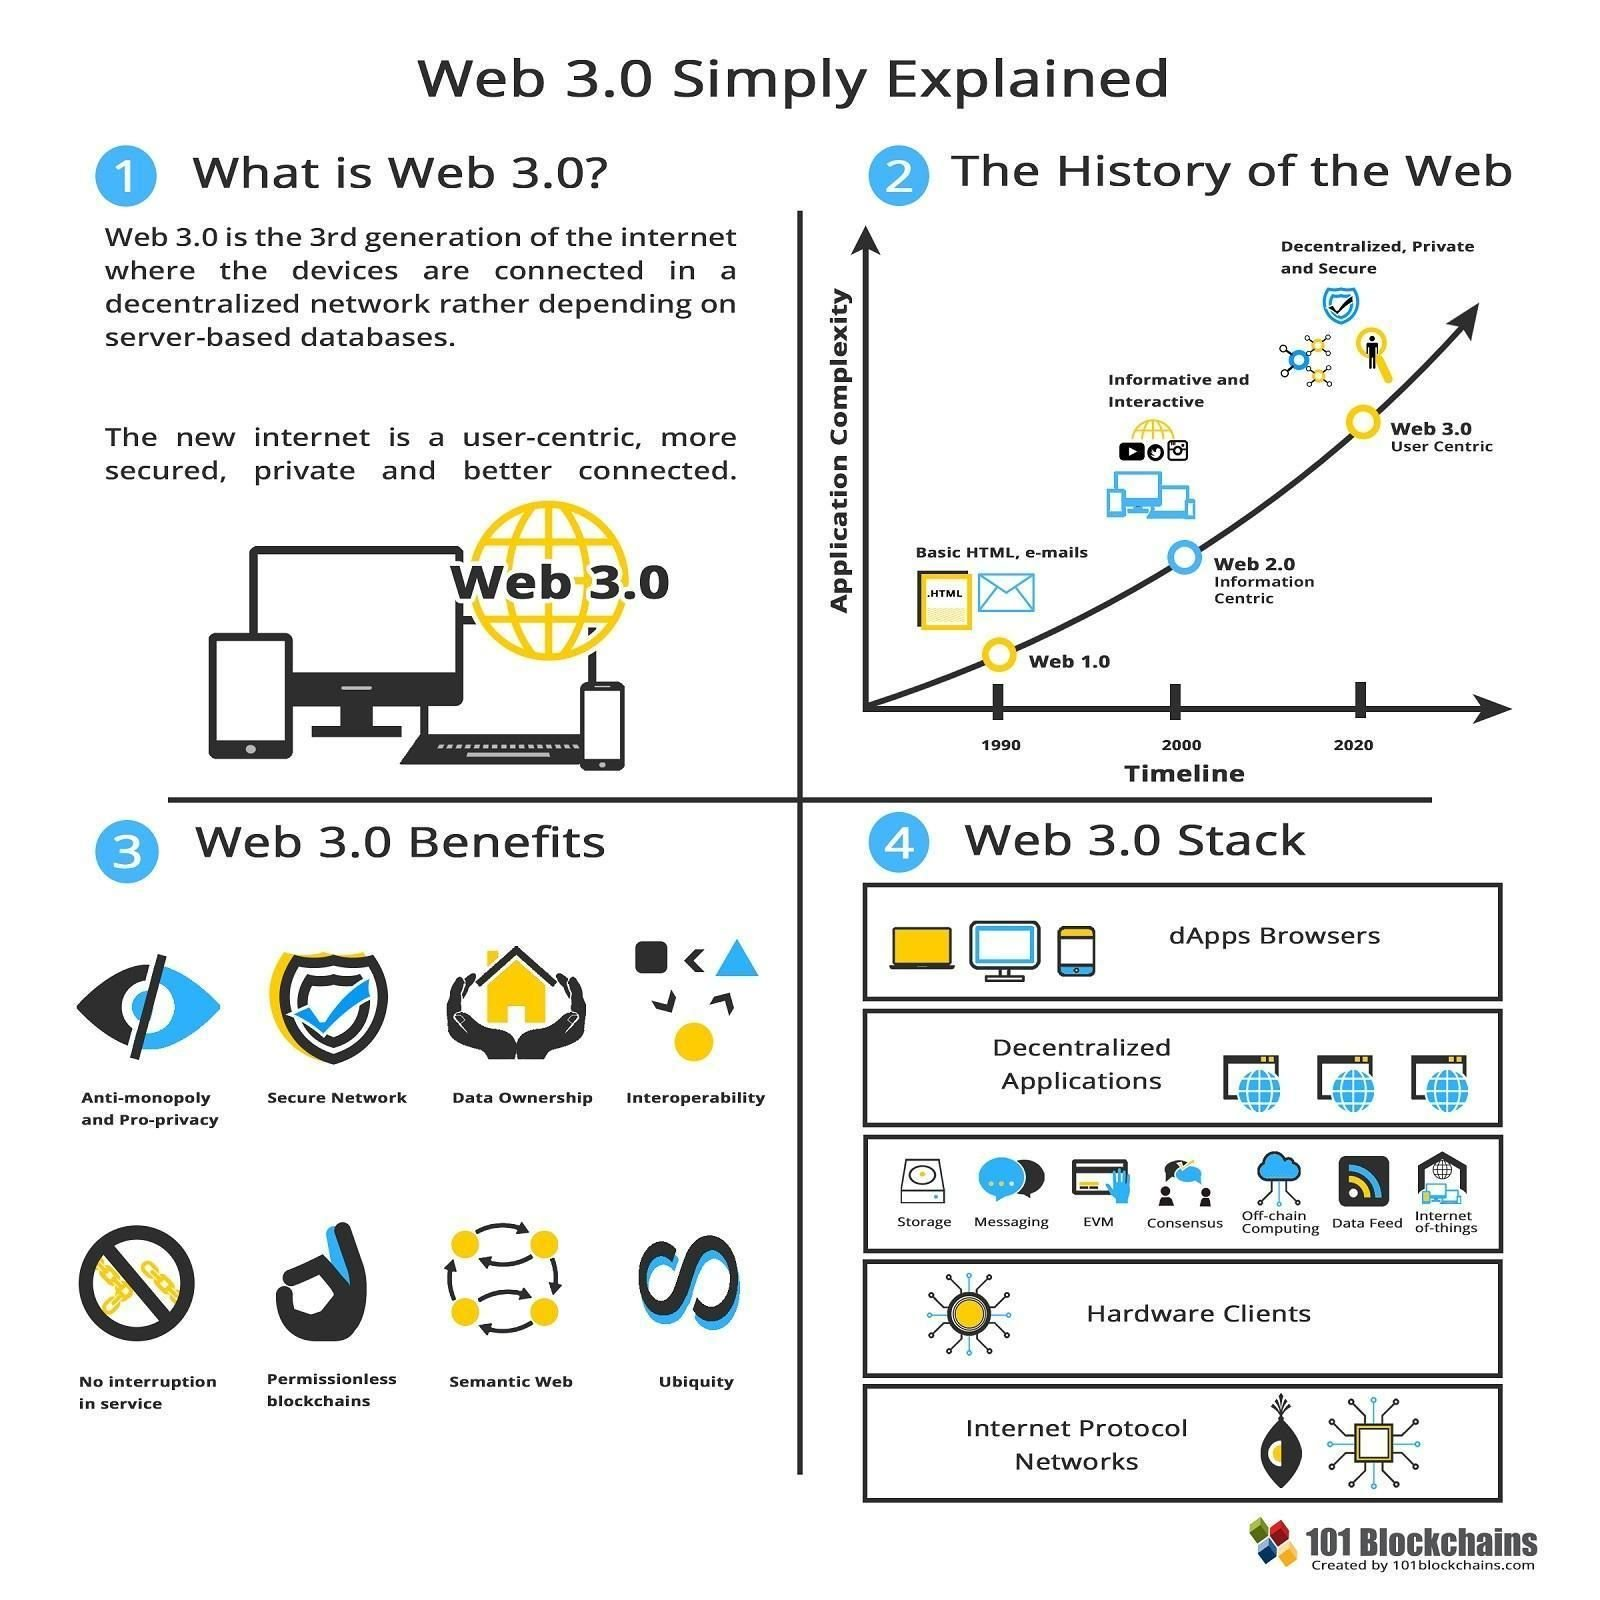 Web 3.0 Simply Explained
1 What is Web 3.0?
Web 3.0 is the 3rd generation of the internet
where the devices are connected in a
decentralized network rather depending on
server-based databases.
The new internet is a user-centric, more
secured, private and better connected.
Web 3.0
2 The History of the Web
Application Complexity
Decentralized, Private
and Secure
Informative and
Interactive
Web 3.0
User Centric
Basic HTML, e-mails
.HTML
Web 2.0
Information
Centric
Web 1.0
1990 2000 2020
Timeline
3 Web 3.0 Benefits
Anti-monopoly
and Pro-privacy
Secure Network
Data Ownership
Interoperability
No interruption
in service
Permissionless
blockchains
Semantic Web
Ubiquity
4 Web 3.0 Stack
dApps Browsers
Decentralized
Applications
Storage
Messaging
EVM
Consensus
Off-chain
Computing
Data Feed
Internet
of-things
Hardware Clients
Internet Protocol
Networks
101 Blockchains
Created by 101blockchains.com